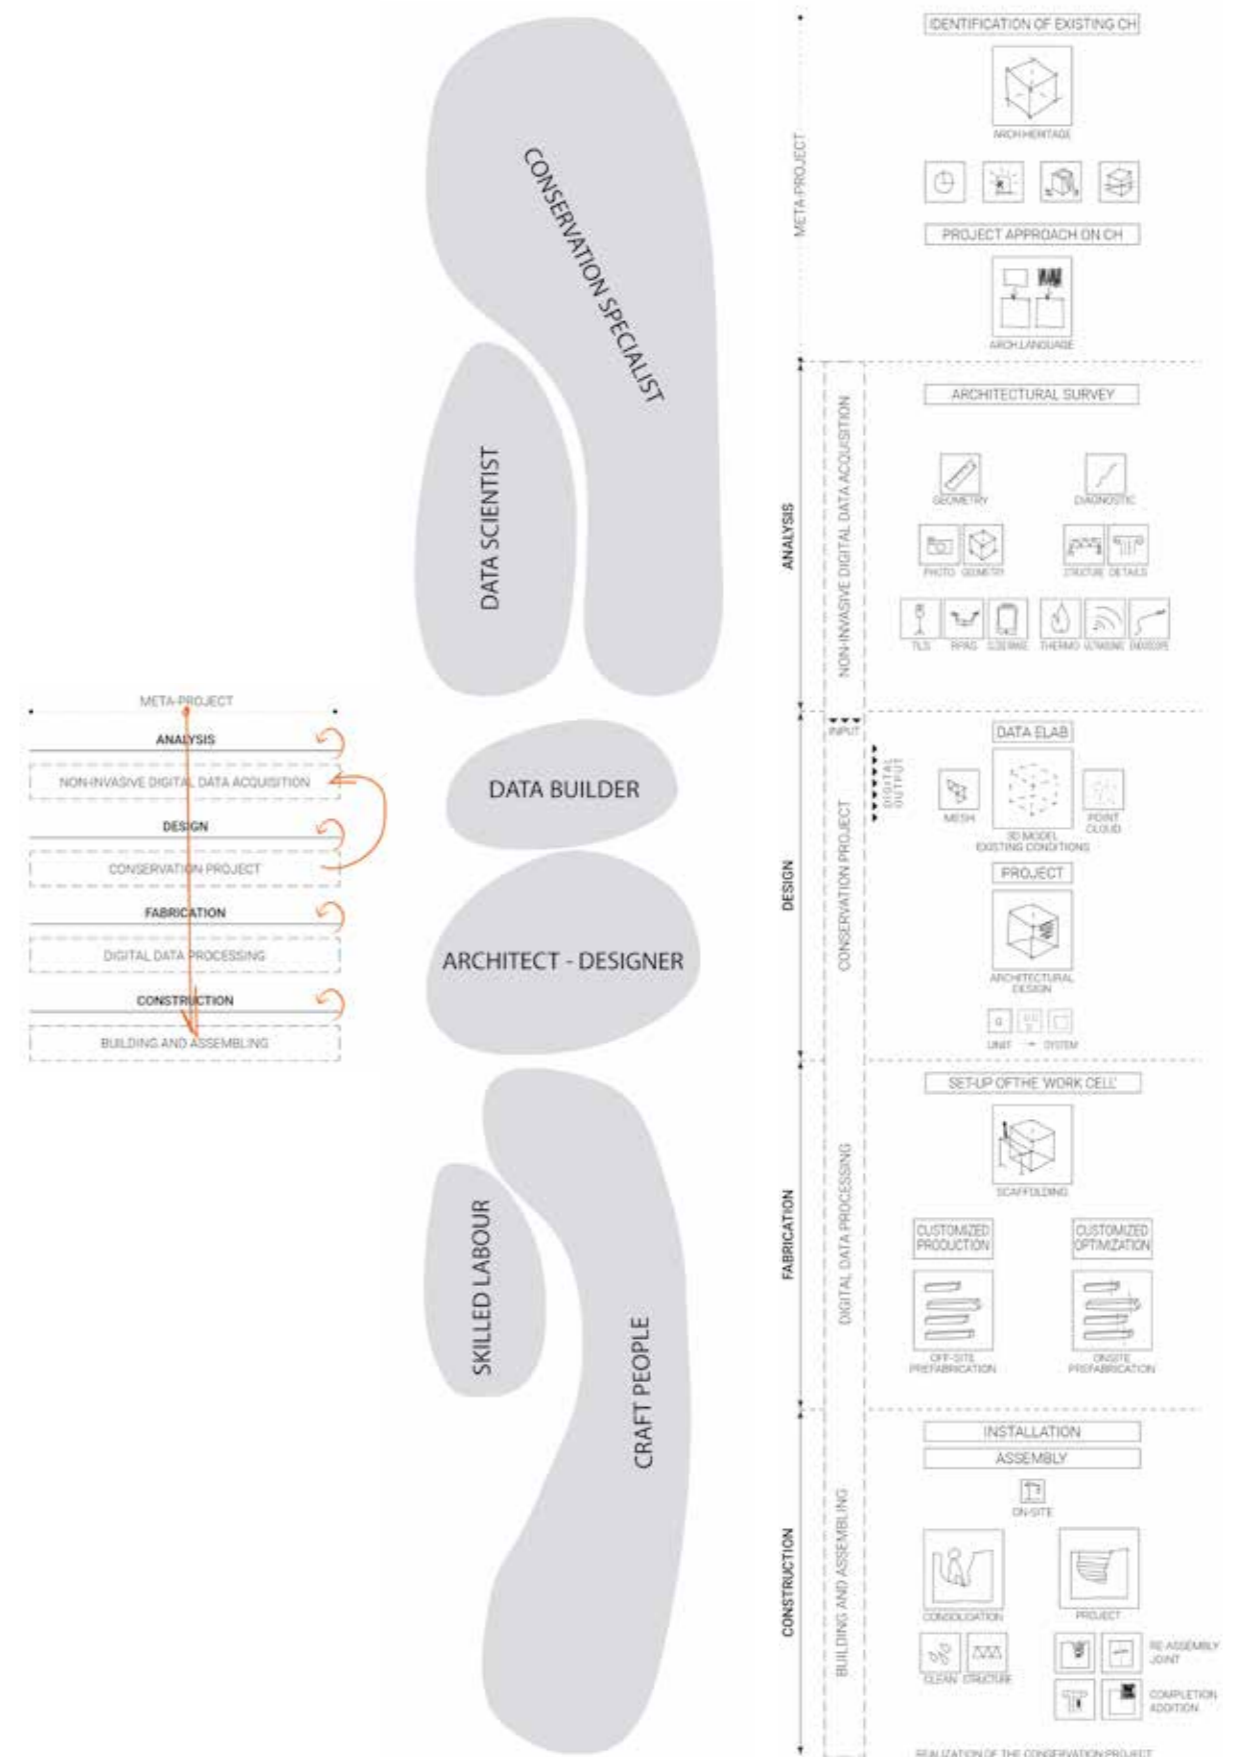 META-PROJECT
ANALYSIS
NON-INVASIVE DIGITAL DATA ACQUISITION
DESIGN
CONSERVATION PROJECT
FABRICATION
DIGITAL DATA PROCESSING
CONSTRUCTION
BUILDING AND ASSEMBLING
CONSERVATION SPECIALIST
DATA SCIENTIST
DATA BUILDER
ARCHITECT - DESIGNER
SKILLED LABOUR
CRAFT PEOPLE
META-PROJECT
IDENTIFICATION OF EXISTING CH
ARCH.HERITAGE
PROJECT APPROACH ON CH
ARCH.LANGUAGE
ANALYSIS
NON-INVASIVE DIGITAL DATA ACQUISITION
ARCHITECTURAL SURVEY
GEOMETRY
DIAGNOSTIC
PHOTO
GEOMETRY
STRUCTURE
DETAILS
TLS
RPAS
THERMO
ULTRASONIC
ENDOSCOPE
DESIGN
CONSERVATION PROJECT
INPUT
DIGITAL
OUTPUT
DATA ELAB
MESH
POINT
CLOUD
3D MODEL
EXISTING CONDITIONS
PROJECT
ARCHITECTURAL
DESIGN
UNIT → SYSTEM
FABRICATION
DIGITAL DATA PROCESSING
SET-UP OFTHE 'WORK CELL'
SCAFFOLDING
CUSTOMIZED
PRODUCTION
CUSTOMIZED
OPTIMIZATION
OFF-SITE
PREFABRICATION
ONSITE
PREFABRICATION
CONSTRUCTION
BUILDING AND ASSEMBLING
INSTALLATION
ASSEMBLY
ON-SITE
CONSOLIDATION
PROJECT
CLEAN
STRUCTURE
RE-ASSEMBLY
JOINT
COMPLETION
ADDITION
REALIZATION OF THE CONSERVATION PROJECT